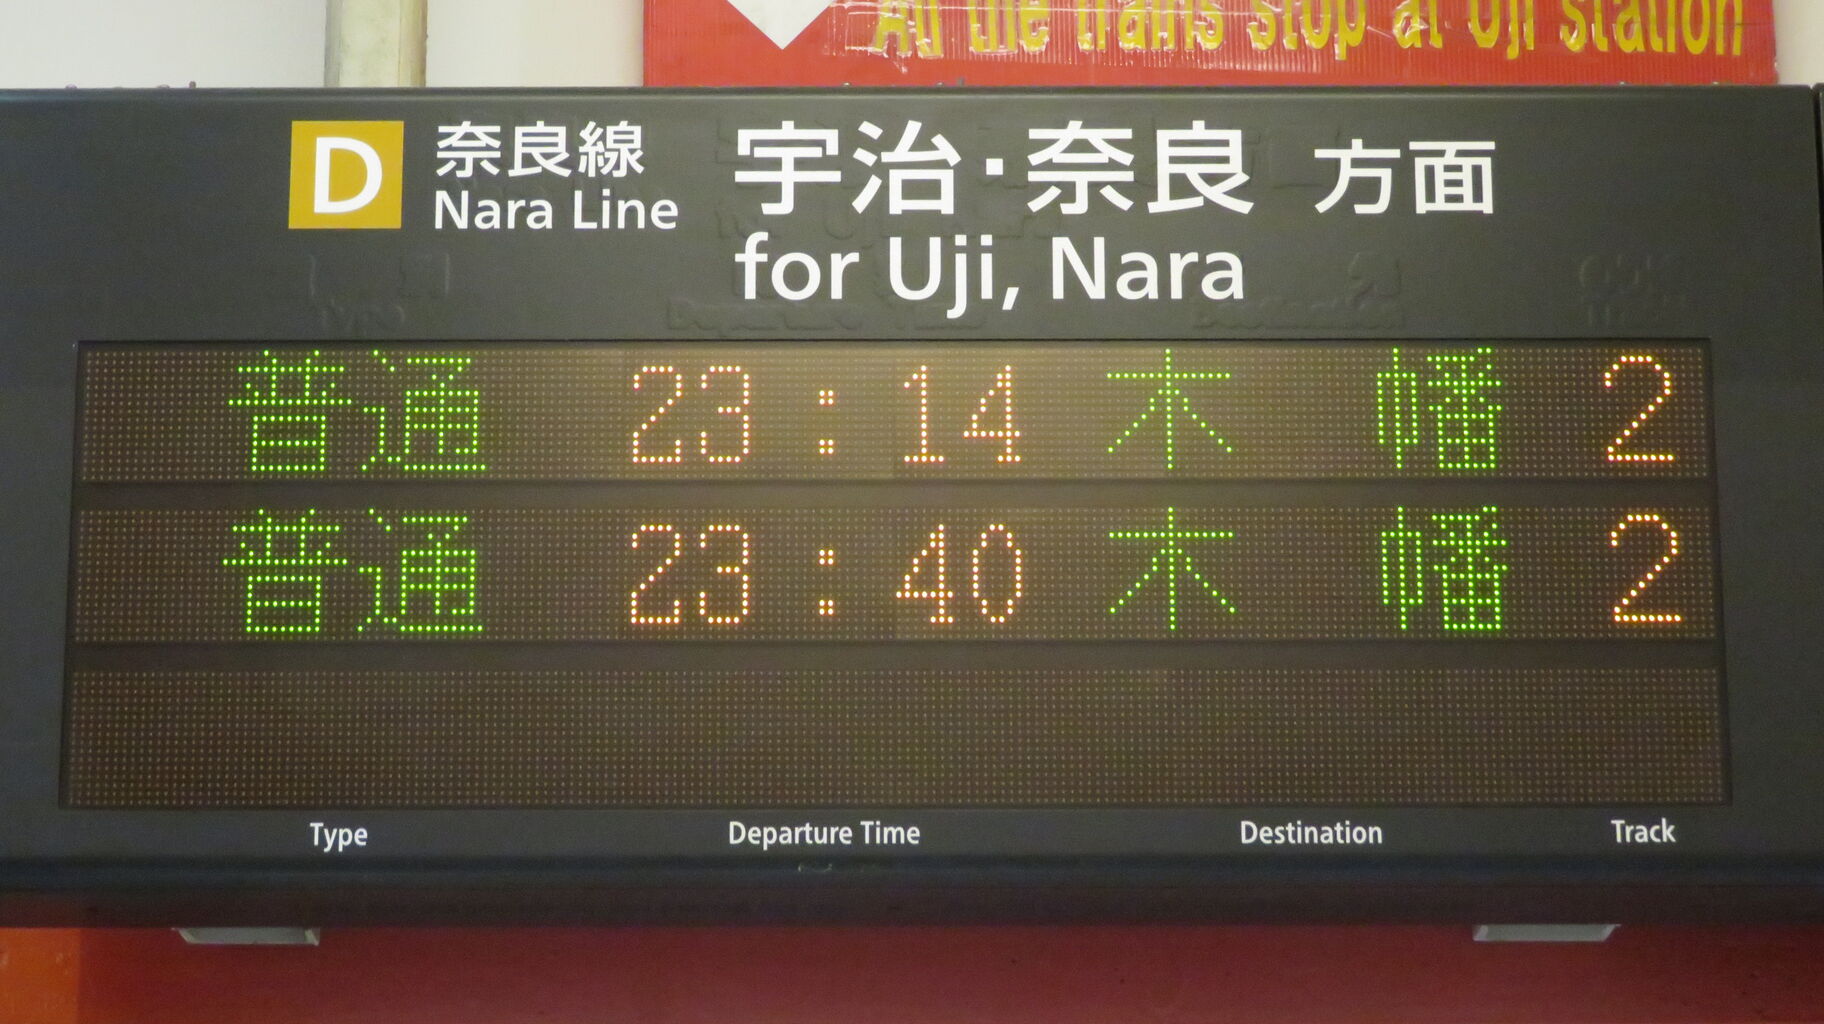 All the trains stop at Uji station
D 奈良線 宇治・奈良 方面
Nara Line for Uji, Nara
普通 23:14 木幡 2
普通 23:40 木幡 2
Type Departure Time Destination Track